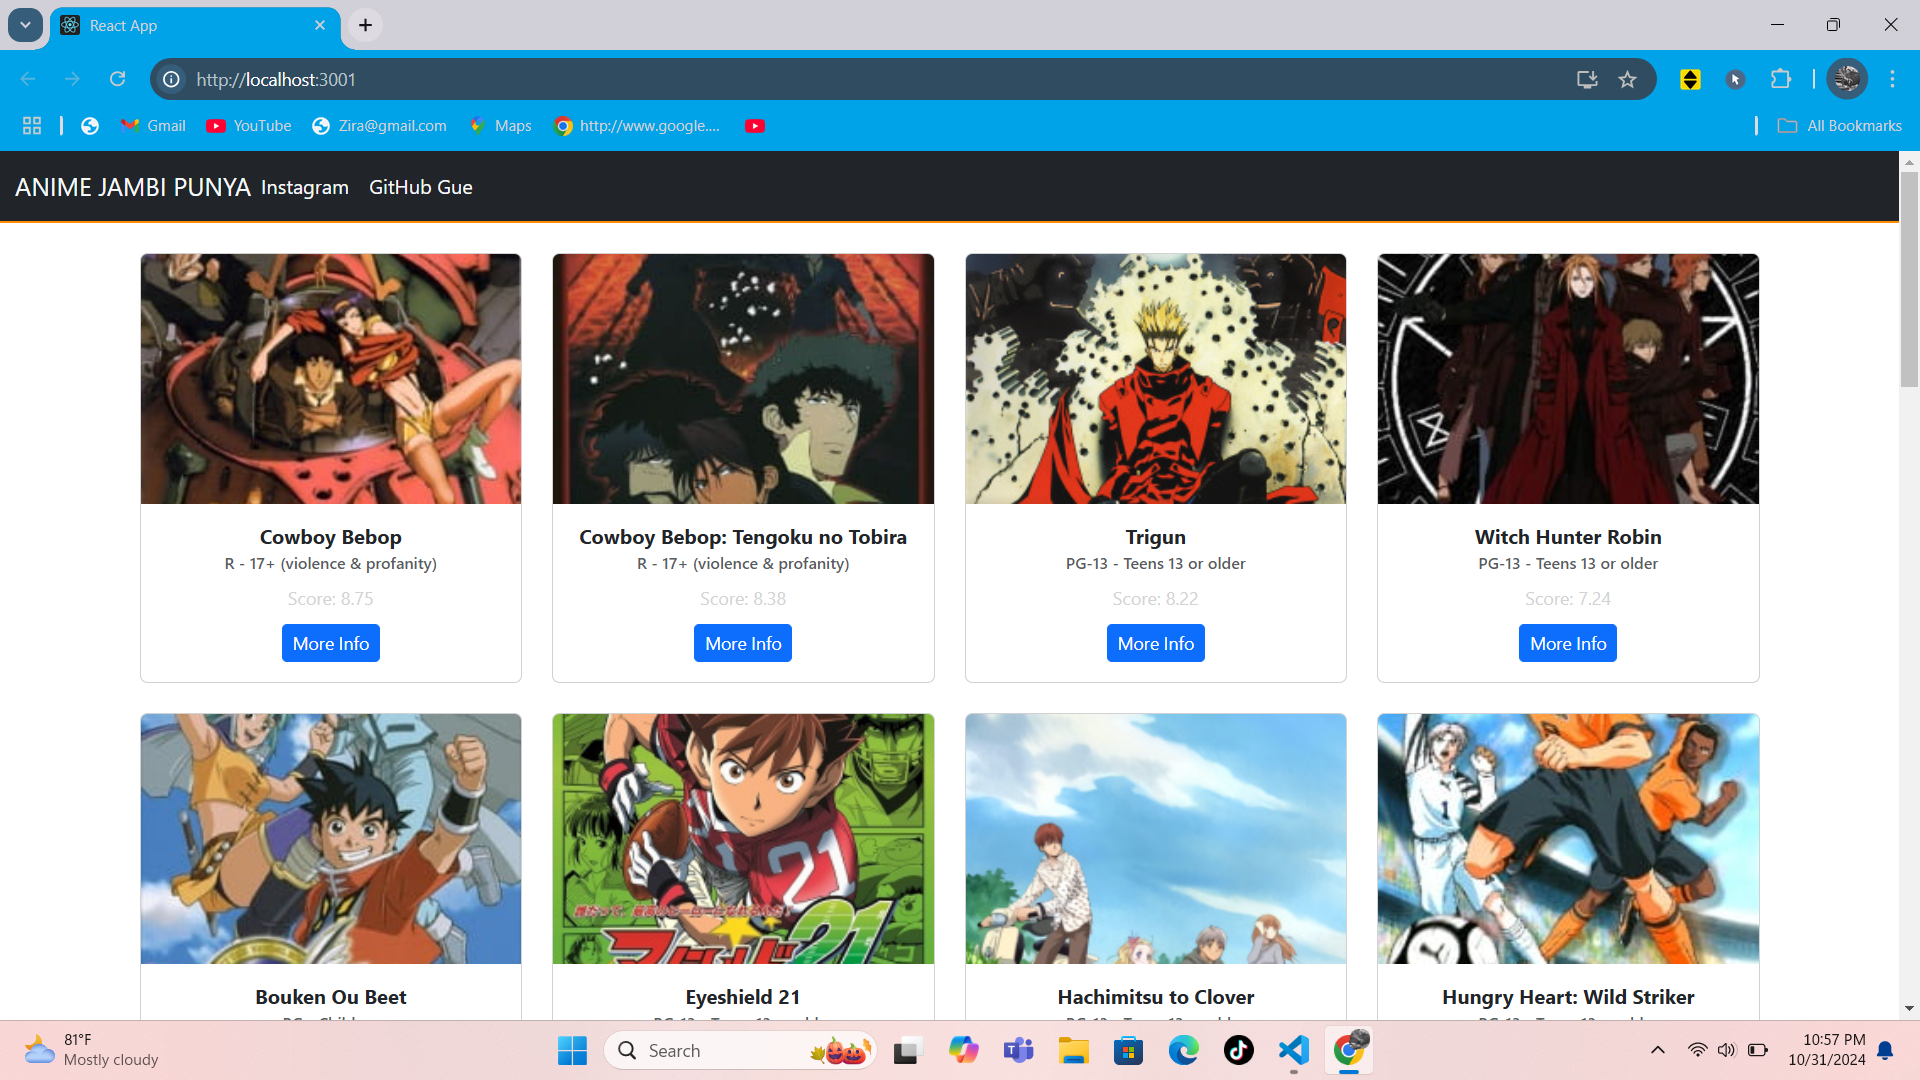 React App
http://localhost:3001
Gmail
YouTube
Zira@gmail.com
Maps
http://www.google....
All Bookmarks
ANIME JAMBI PUNYA
Instagram
GitHub Gue
Cowboy Bebop
R - 17+ (violence & profanity)
Score: 8.75
More Info
Cowboy Bebop: Tengoku no Tobira
R - 17+ (violence & profanity)
Score: 8.38
More Info
Trigun
PG-13 - Teens 13 or older
Score: 8.22
More Info
Witch Hunter Robin
PG-13 - Teens 13 or older
Score: 7.24
More Info
1
21
21
Bouken Ou Beet
Eyeshield 21
Hachimitsu to Clover
Hungry Heart: Wild Striker
81°F
Mostly cloudy
Search
10:57 PM
10/31/2024